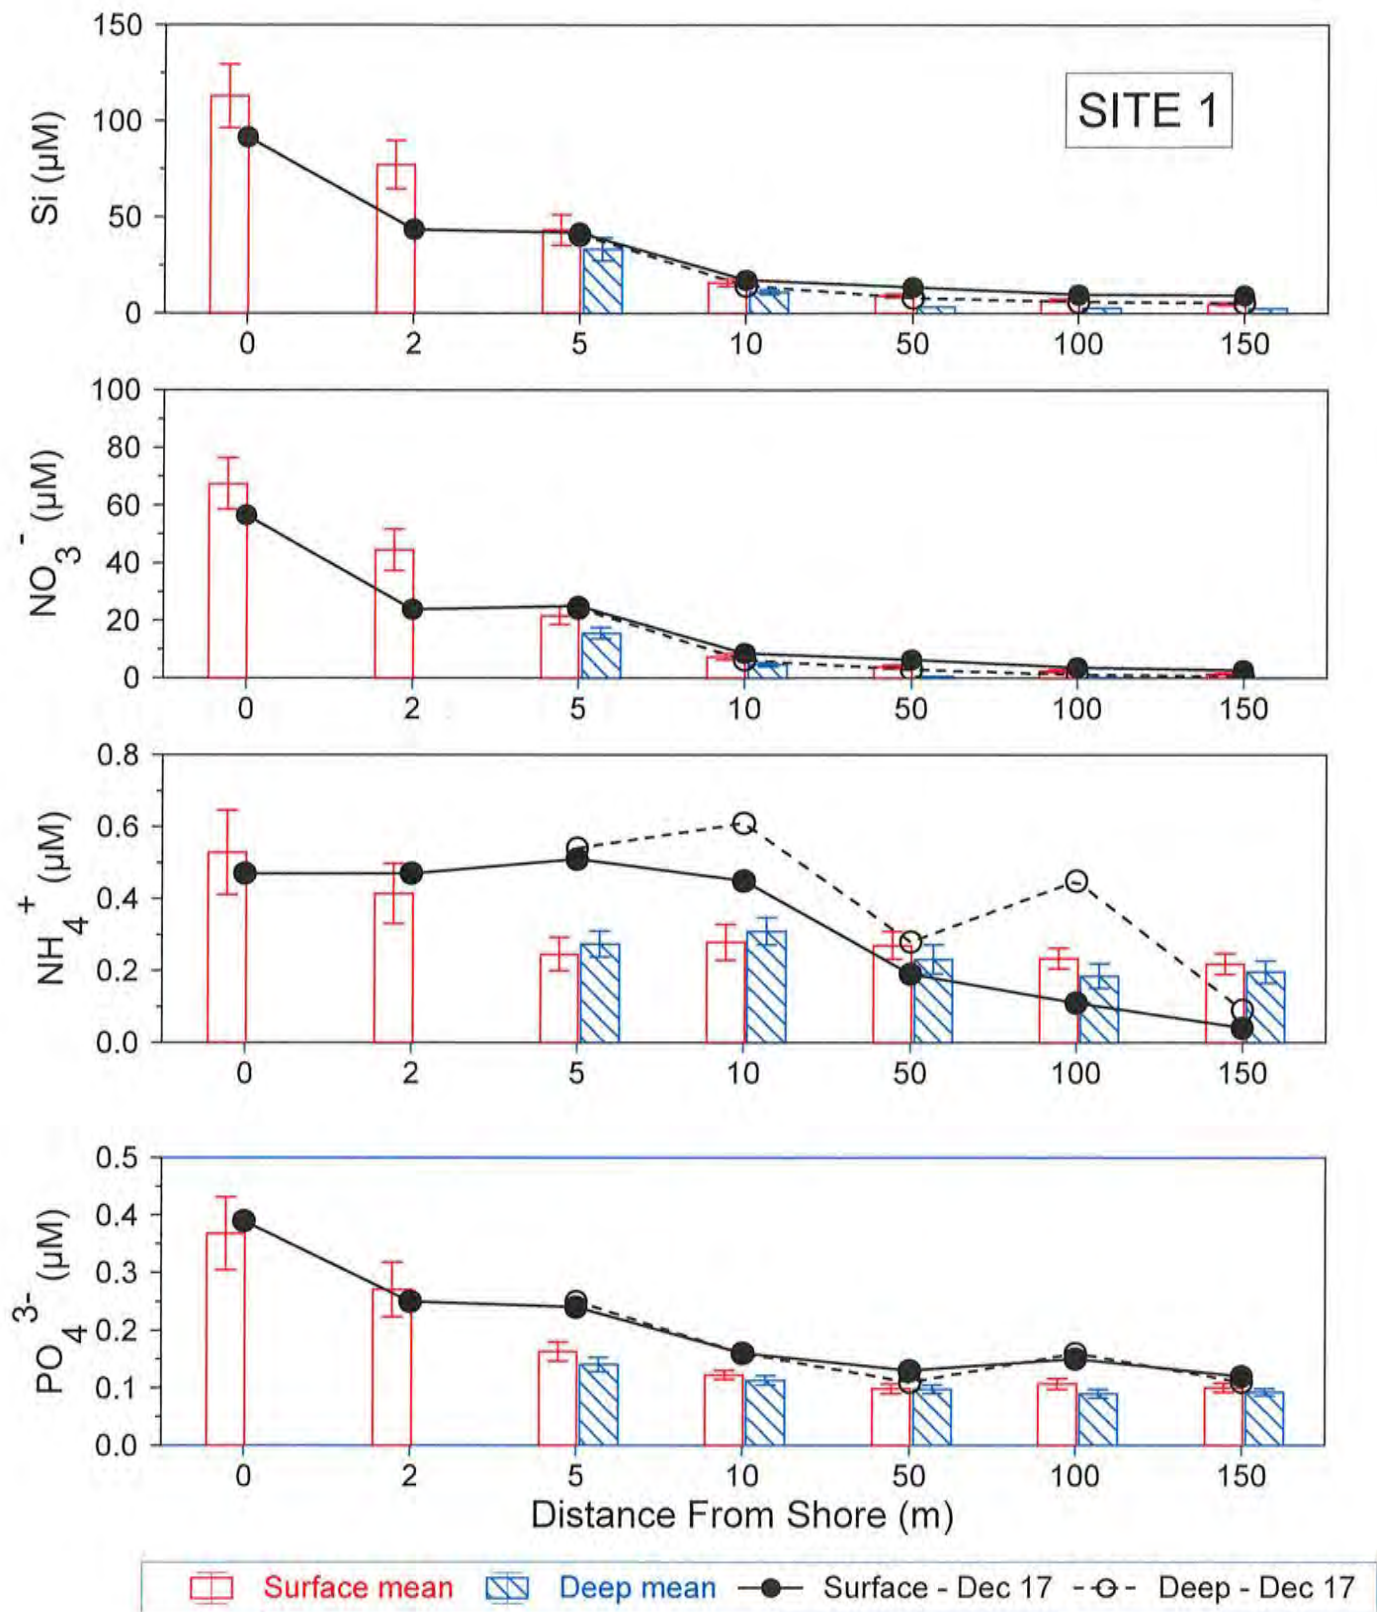 SITE 1
Si (µM)
150
100
50
0
0 2 5 10 50 100 150
NO3- (µM)
100
80
60
40
20
0
0 2 5 10 50 100 150
NH4+ (µM)
0.8
0.6
0.4
0.2
0.0
0 2 5 10 50 100 150
PO43- (µM)
0.5
0.4
0.3
0.2
0.1
0.0
0 2 5 10 50 100 150
Distance From Shore (m)
Surface mean Deep mean Surface - Dec 17 Deep - Dec 17